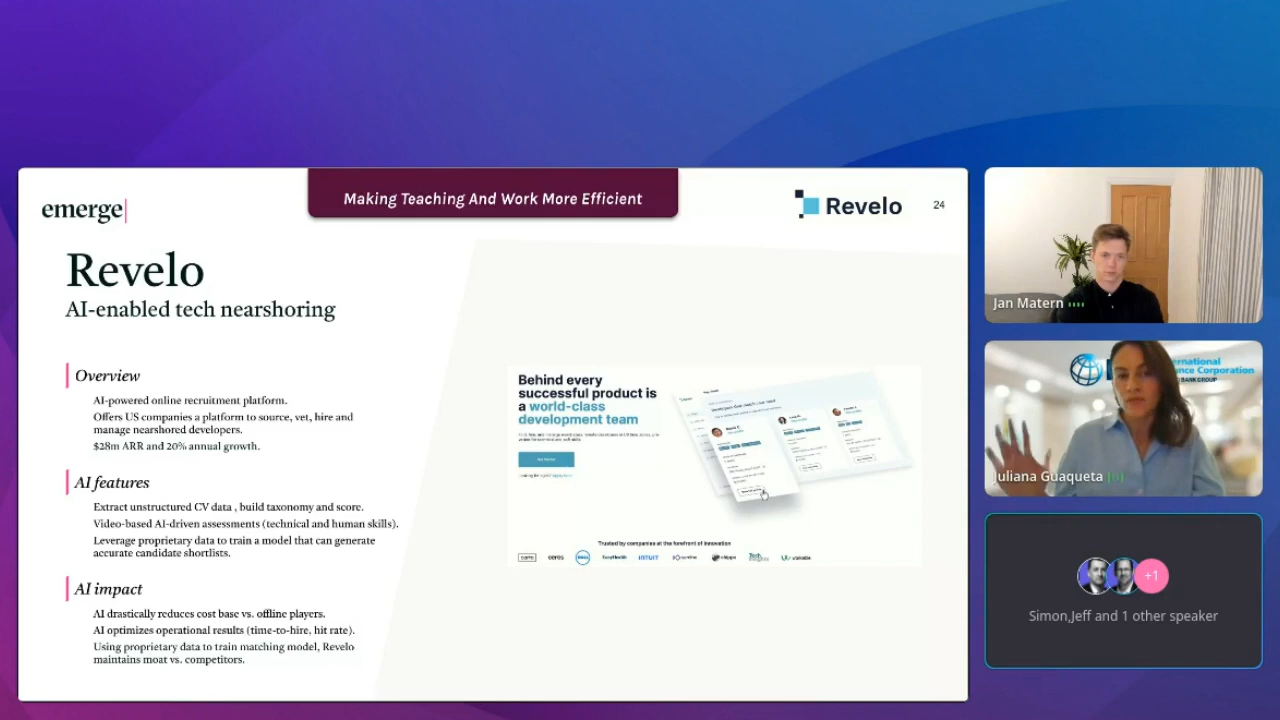 Making Teaching And Work More Efficient
emerge
Revelo
24
Revelo
AI-enabled tech nearshoring
Overview
AI-powered online recruitment platform.
Offers US companies a platform to source, vet, hire and
manage nearshored developers.
$28m ARR and 20% annual growth.
AI features
Extract unstructured CV data , build taxonomy and score.
Video-based AI-driven assessments (technical and human skills).
Leverage proprietary data to train a model that can generate
accurate candidate shortlists.
AI impact
AI drastically reduces cost base vs. offline players.
AI optimizes operational results (time-to-hire, hit rate).
Using proprietary data to train matching model, Revelo
maintains moat vs. competitors.
Behind every
successful product is
a world-class
development team
Trusted by companies at the forefront of innovation
DELL
INTUIT
Jan Matern
ernational
nce Corporation
BANK GROUP
Juliana Guaqueta
+1
Simon,Jeff and 1 other speaker